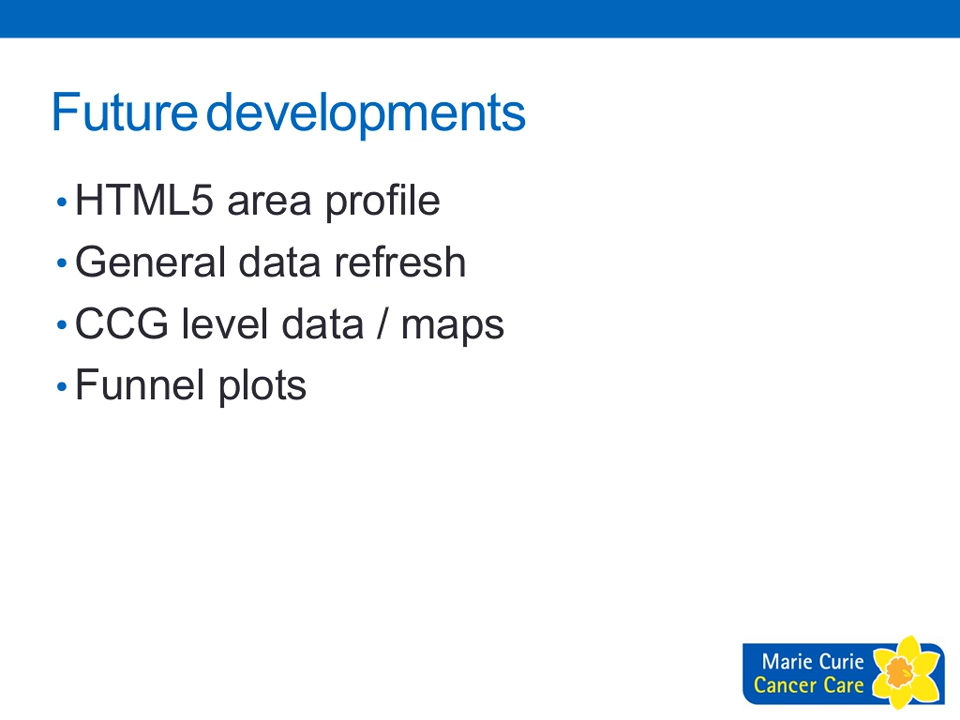 Future developments
• HTML5 area profile
• General data refresh
• CCG level data / maps
• Funnel plots
Marie Curie
Cancer Care